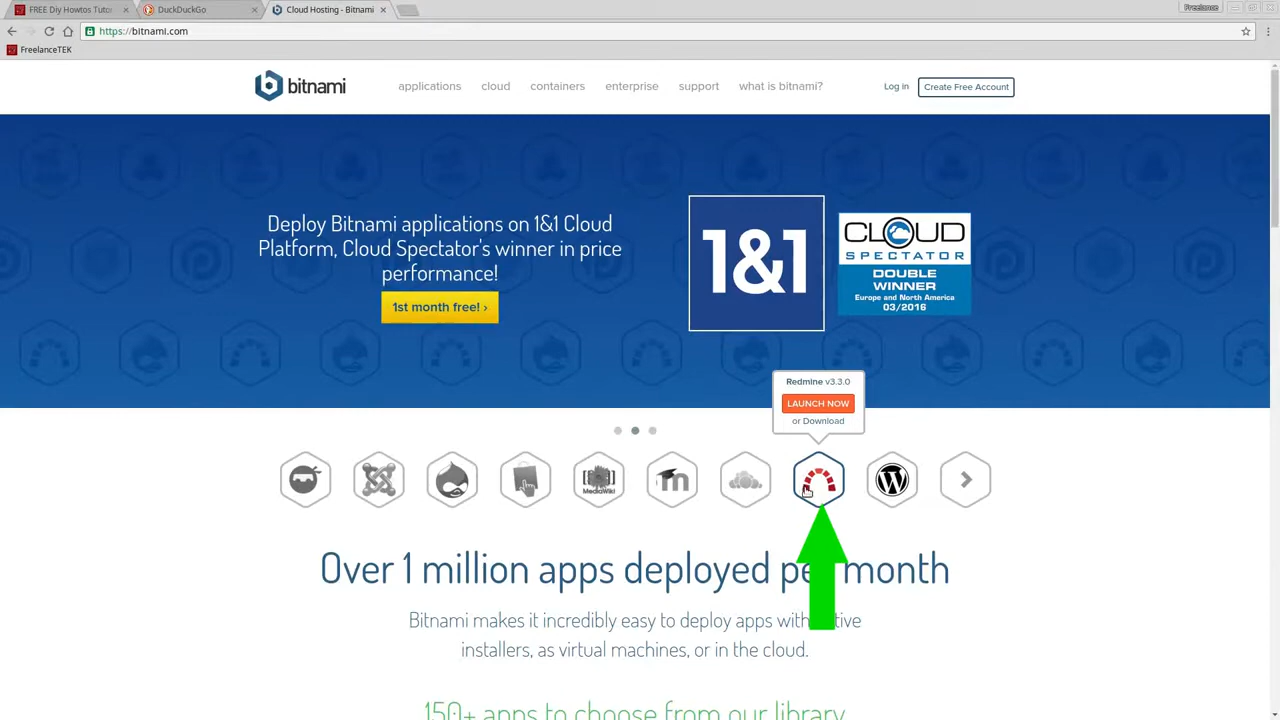 FREE Diy Howtos Tutor
DuckDuckGo
Cloud Hosting - Bitnami
Freelance
https://bitnami.com
FreelanceTEK
bitnami
applications
cloud
containers
enterprise
support
what is bitnami?
Log in
Create Free Account
Deploy Bitnami applications on 1&1 Cloud
Platform, Cloud Spectator's winner in price
performance!
1st month free! ›
1&1
CLOUD
SPECTATOR
DOUBLE
WINNER
Europe and North America
03/2016
Redmine v3.3.0
LAUNCH NOW
or Download
MediaWiki
Over 1 million apps deployed per month
Bitnami makes it incredibly easy to deploy apps with native
installers, as virtual machines, or in the cloud.
150+ apps to choose from our library